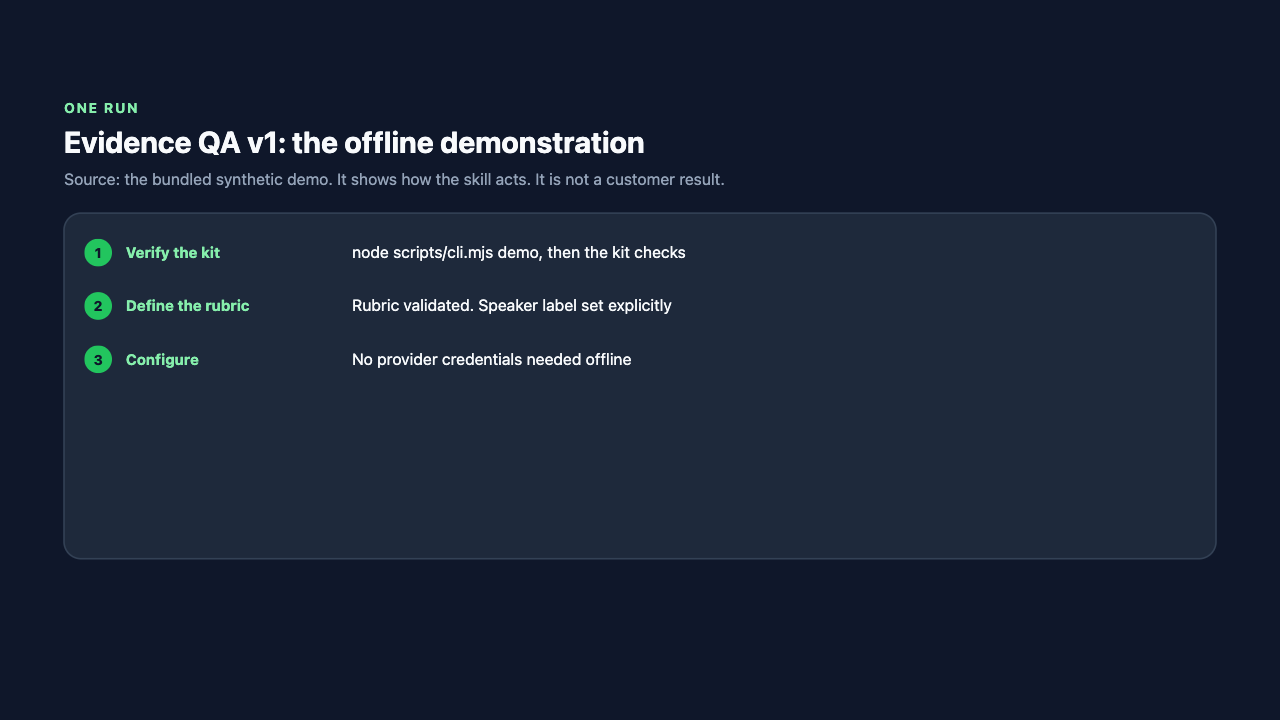 ONE RUN
Evidence QA v1: the offline demonstration
Source: the bundled synthetic demo. It shows how the skill acts. It is not a customer result.
1 Verify the kit node scripts/cli.mjs demo, then the kit checks
2 Define the rubric Rubric validated. Speaker label set explicitly
3 Configure No provider credentials needed offline